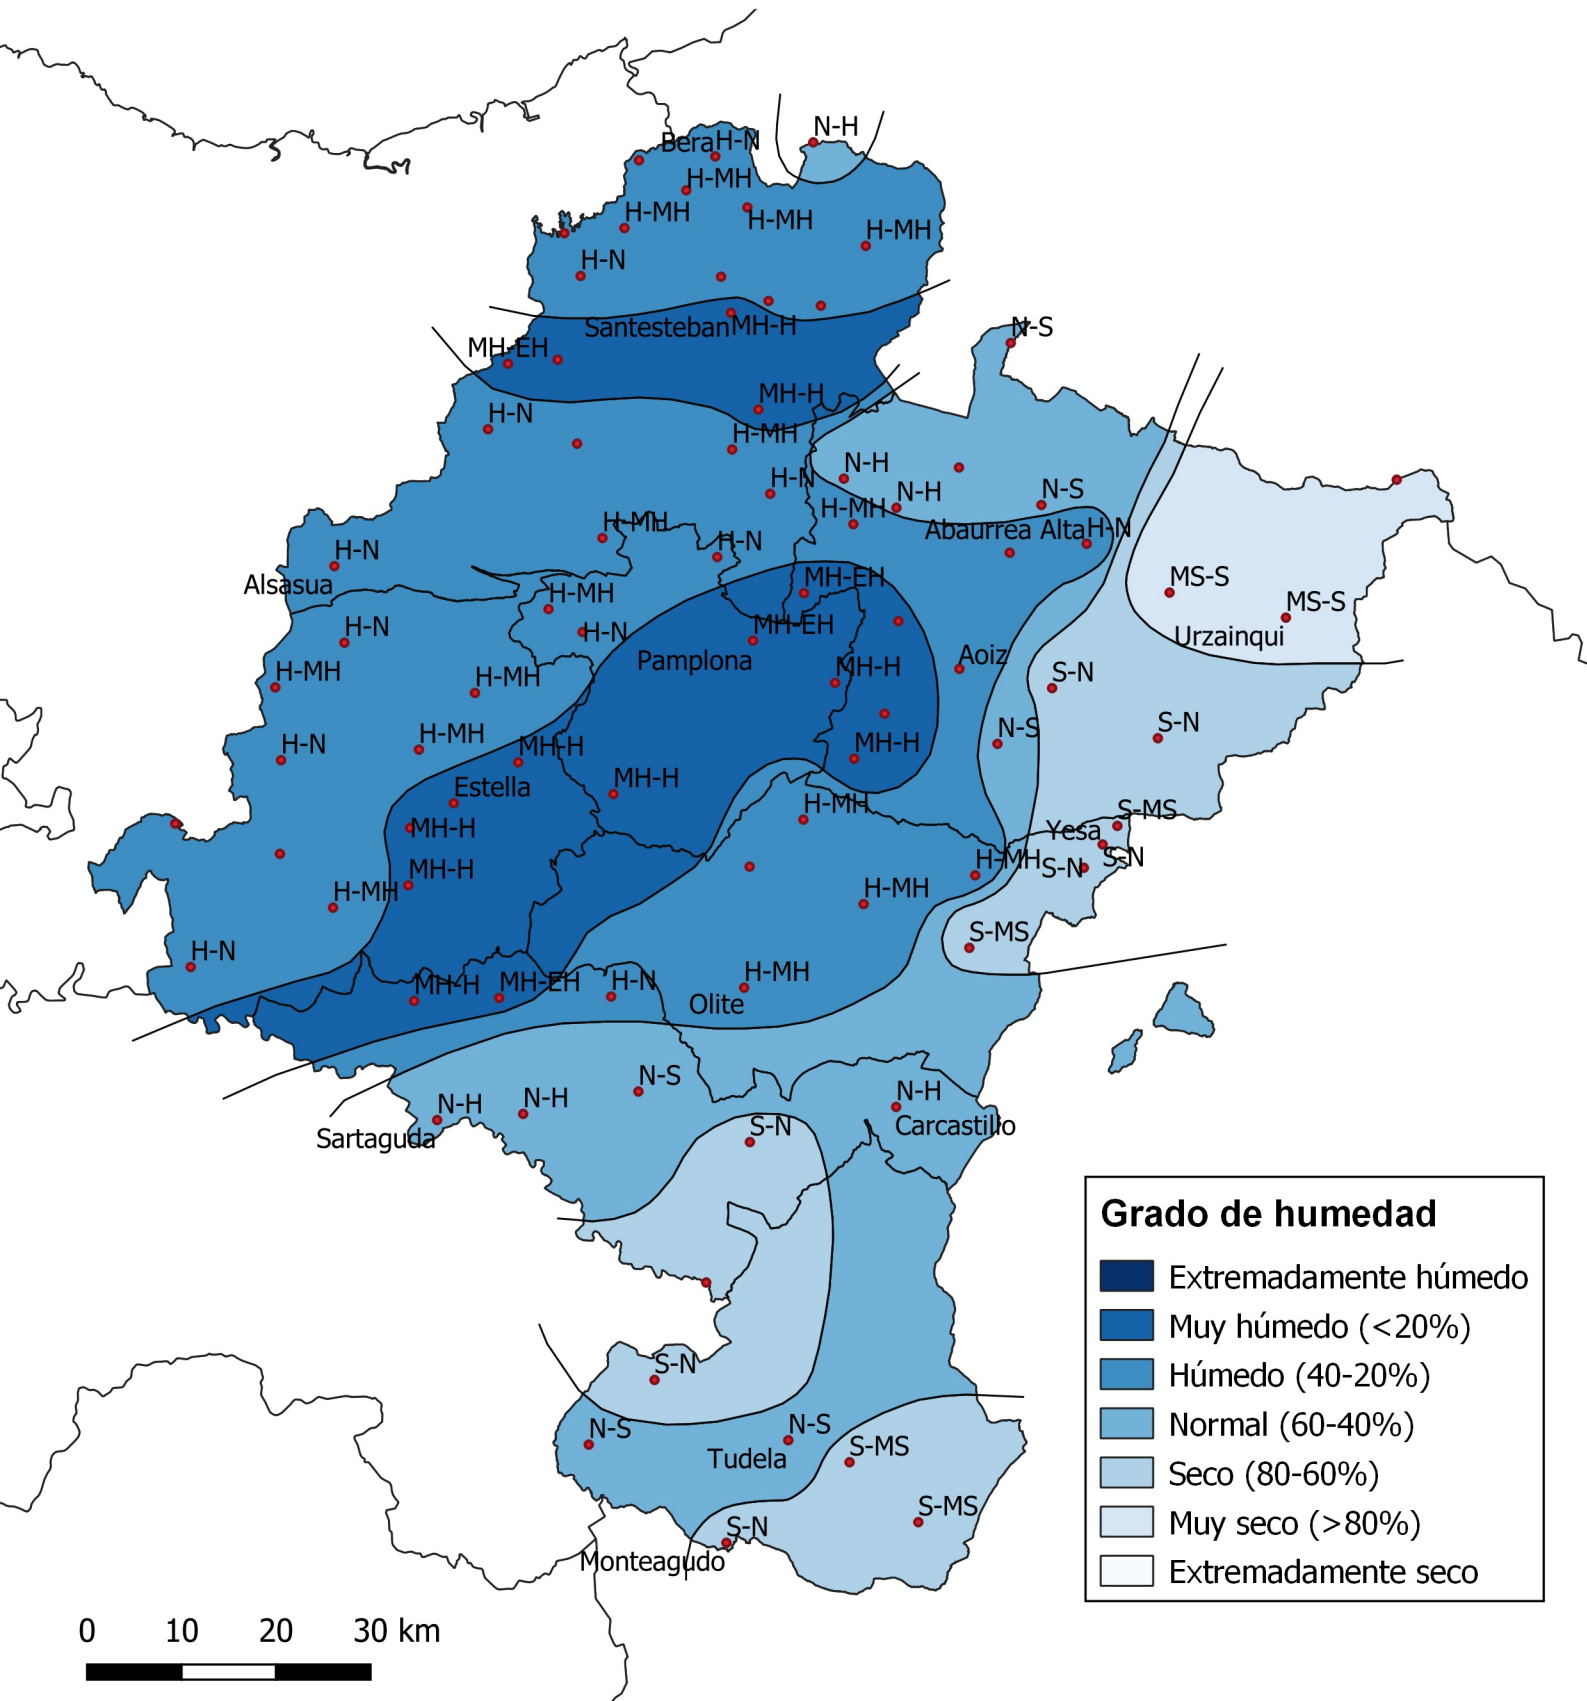 N-H
Bera
H-N
H-MH
H-MH
H-MH
H-MH
H-N
Santesteban
MH-H
N-S
MH-EH
MH-H
H-N
H-MH
N-H
H-N
N-H
N-S
H-MH
H-MH
Abaurrea Alta
H-N
H-N
H-N
Alsasua
MH-EH
MS-S
H-MH
MS-S
H-N
H-N
MH-EH
Urzainqui
Pamplona
Aoiz
H-MH
H-MH
MH-H
S-N
H-MH
N-S
S-N
H-N
MH-H
MH-H
MH-H
Estella
H-MH
S-MS
MH-H
Yesa
H-MH
S-N
S-N
MH-H
H-MH
H-MH
S-MS
H-N
MH-H
MH-EH
H-N
H-MH
Olite
N-S
N-H
N-H
N-H
Sartaguda
S-N
Carcastillo
S-N
N-S
N-S
Tudela
S-MS
S-MS
S-N
Monteagudo
Grado de humedad
Extremadamente húmedo
Muy húmedo (<20%)
Húmedo (40-20%)
Normal (60-40%)
Seco (80-60%)
Muy seco (>80%)
Extremadamente seco
0 10 20 30 km